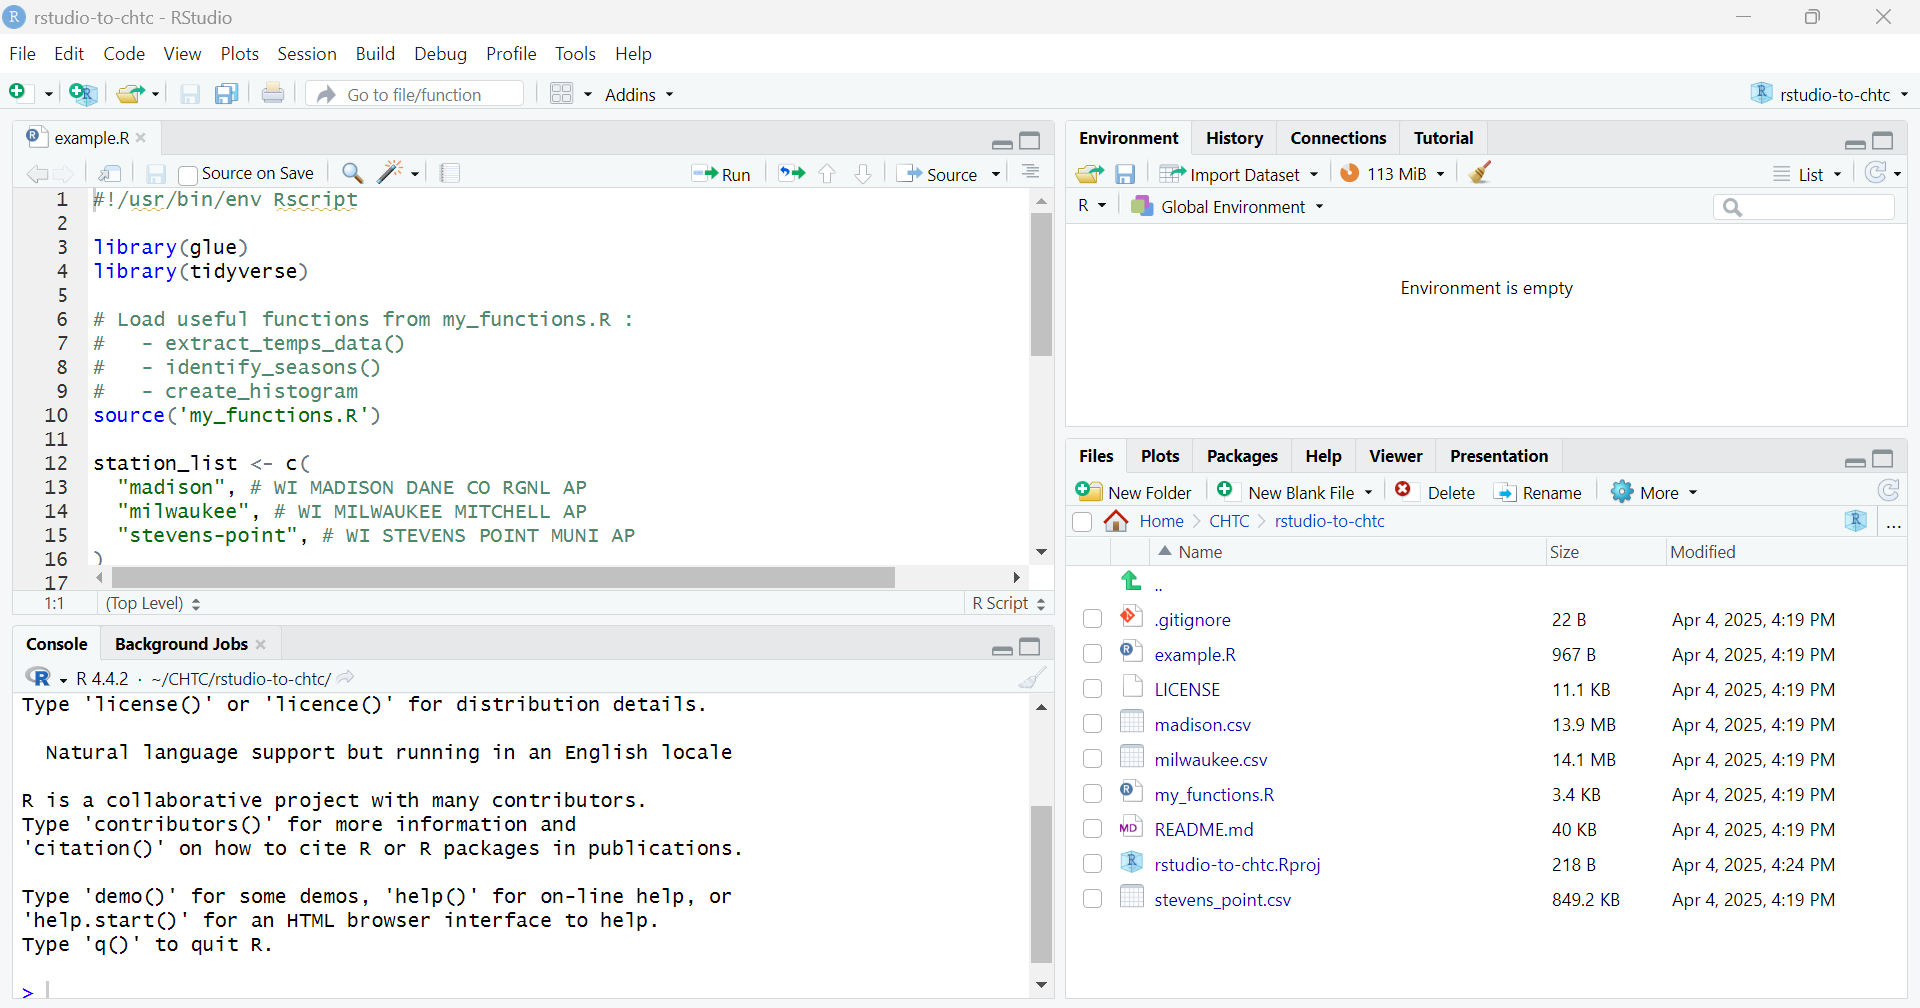 rstudio-to-chtc - RStudio
File Edit Code View Plots Session Build Debug Profile Tools Help
Go to file/function Addins rstudio-to-chtc
example.R
Source on Save Run Source
1 #!/usr/bin/env Rscript
2
3 library(glue)
4 library(tidyverse)
5
6 # Load useful functions from my_functions.R :
7 #   - extract_temps_data()
8 #   - identify_seasons()
9 #   - create_histogram
10 source('my_functions.R')
11
12 station_list <- c(
13   "madison", # WI MADISON DANE CO RGNL AP
14   "milwaukee", # WI MILWAUKEE MITCHELL AP
15   "stevens-point", # WI STEVENS POINT MUNI AP
16 )
17
1:1 (Top Level) R Script
Console Background Jobs
R 4.4.2 · ~/CHTC/rstudio-to-chtc/
Type 'license()' or 'licence()' for distribution details.
  Natural language support but running in an English locale
R is a collaborative project with many contributors.
Type 'contributors()' for more information and
'citation()' on how to cite R or R packages in publications.
Type 'demo()' for some demos, 'help()' for on-line help, or
'help.start()' for an HTML browser interface to help.
Type 'q()' to quit R.
>
Environment History Connections Tutorial
Import Dataset 113 MiB List
R Global Environment
Environment is empty
Files Plots Packages Help Viewer Presentation
New Folder New Blank File Delete Rename More
Home CHTC rstudio-to-chtc ...
Name Size Modified
..
.gitignore 22 B Apr 4, 2025, 4:19 PM
example.R 967 B Apr 4, 2025, 4:19 PM
LICENSE 11.1 KB Apr 4, 2025, 4:19 PM
madison.csv 13.9 MB Apr 4, 2025, 4:19 PM
milwaukee.csv 14.1 MB Apr 4, 2025, 4:19 PM
my_functions.R 3.4 KB Apr 4, 2025, 4:19 PM
MD README.md 40 KB Apr 4, 2025, 4:19 PM
rstudio-to-chtc.Rproj 218 B Apr 4, 2025, 4:24 PM
stevens_point.csv 849.2 KB Apr 4, 2025, 4:19 PM